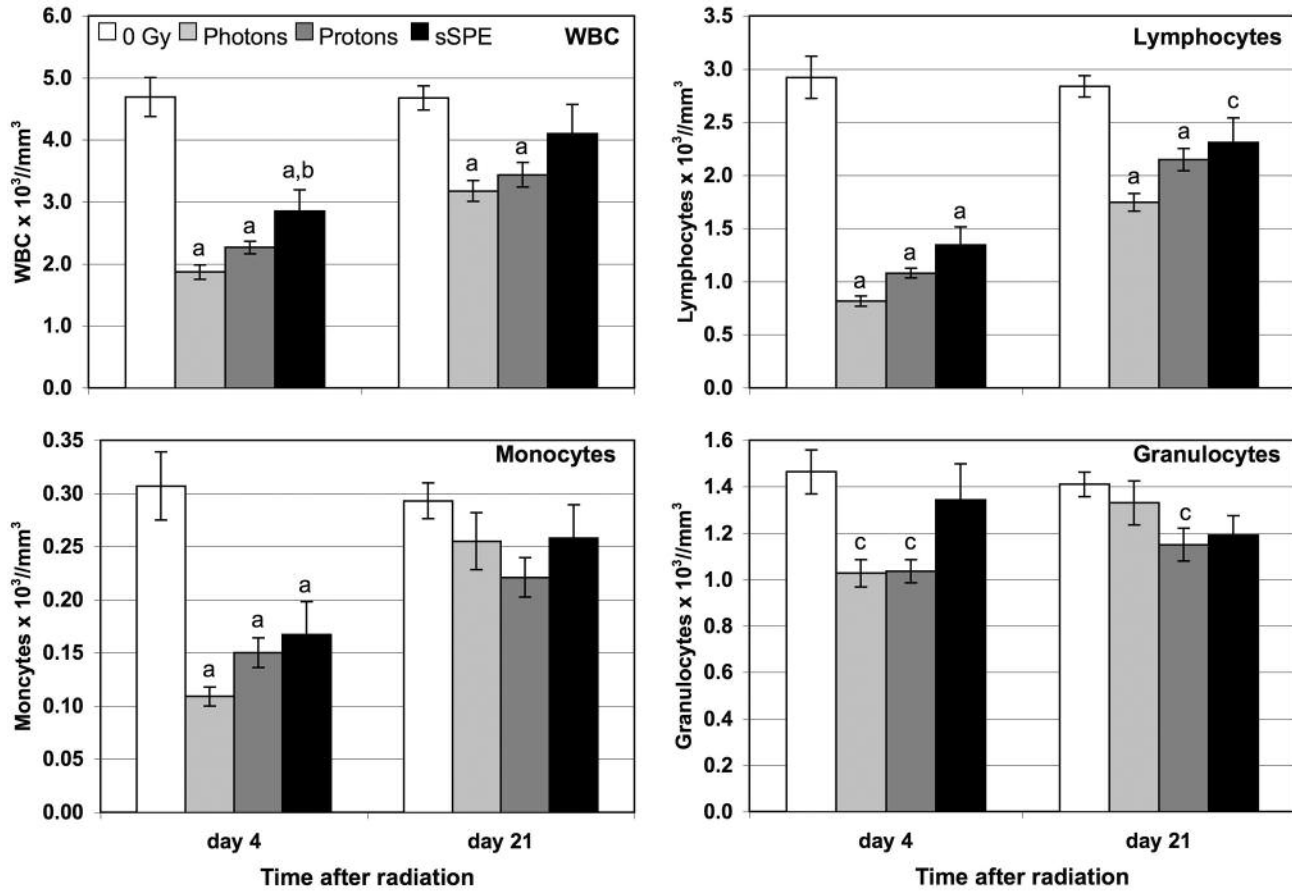 0 Gy Photons Protons sSPE WBC
WBC x 10³//mm³
6.0
5.0
4.0
3.0
2.0
1.0
0.0
a
a
a,b
a
a
Lymphocytes
Lymphocytes x 10³//mm³
3.5
3.0
2.5
2.0
1.5
1.0
0.5
0.0
a
a
a
a
a
c
Monocytes
Moncytes x 10³//mm³
0.35
0.30
0.25
0.20
0.15
0.10
0.05
0.00
a
a
a
day 4 day 21
Time after radiation
Granulocytes
Granulocytes x 10³//mm³
1.6
1.4
1.2
1.0
0.8
0.6
0.4
0.2
0.0
c
c
c
day 4 day 21
Time after radiation